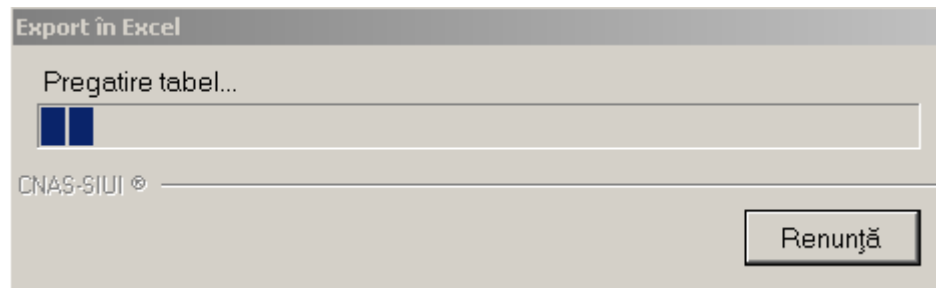 Export în Excel
Pregatire tabel...
CNAS-SIUI ®
Renunţă